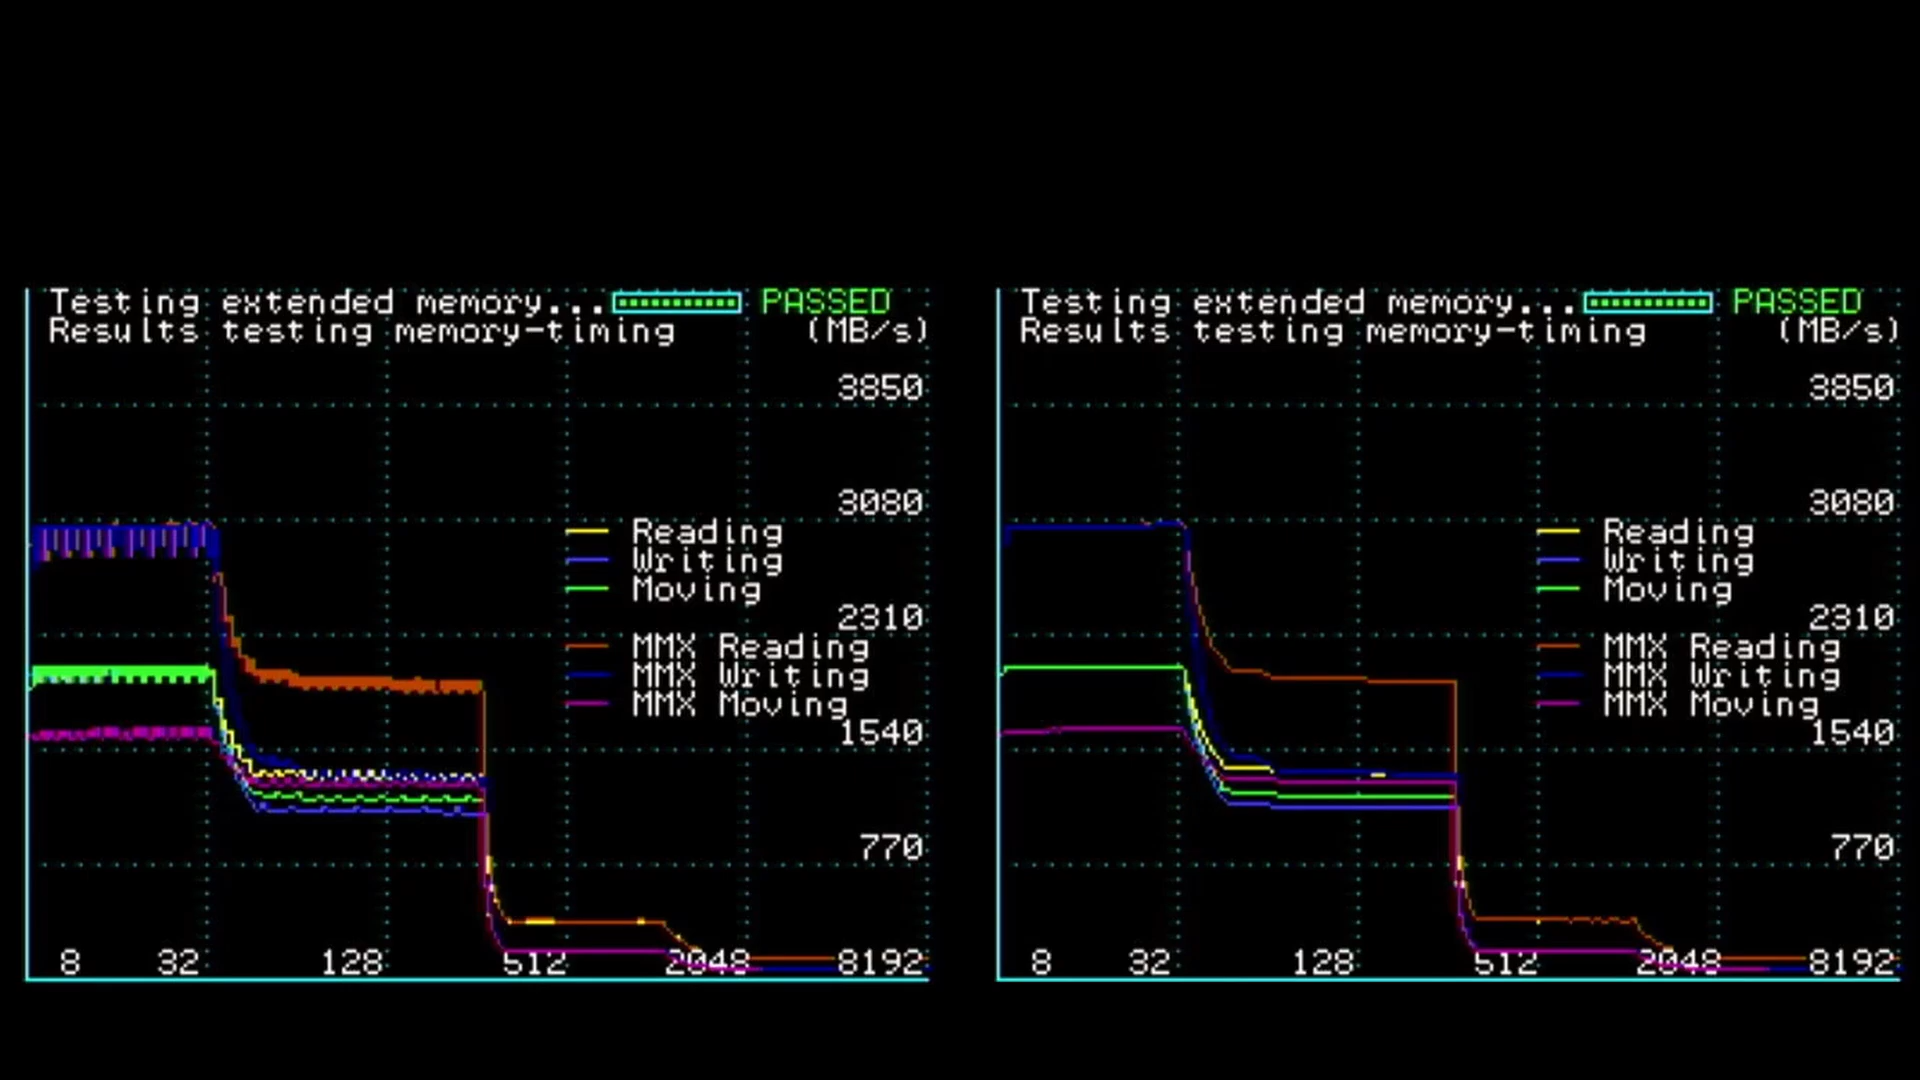 Testing extended memory... PASSED
Results testing memory-timing (MB/s)
3850
3080
Reading
Writing
Moving
2310
MMX Reading
MMX Writing
MMX Moving
1540
770
8 32 128 512 2048 8192
Testing extended memory... PASSED
Results testing memory-timing (MB/s)
3850
3080
Reading
Writing
Moving
2310
MMX Reading
MMX Writing
MMX Moving
1540
770
8 32 128 512 2048 8192